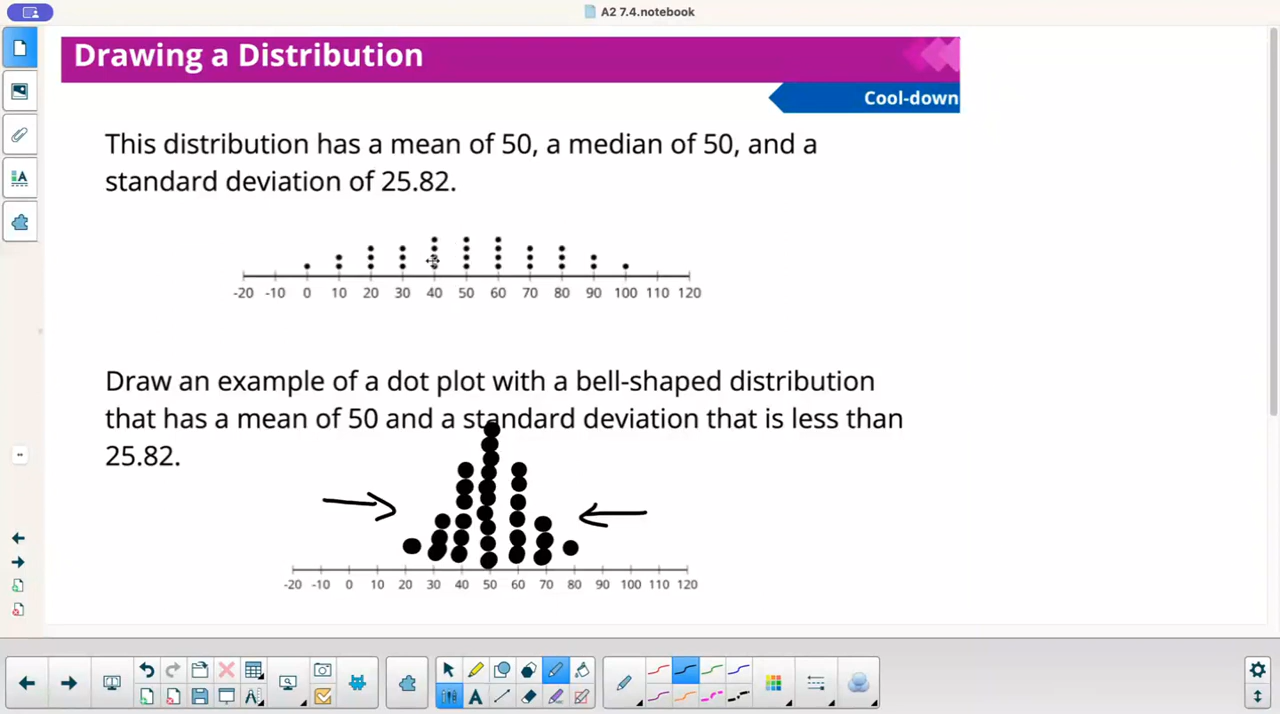 A2 7.4.notebook
Drawing a Distribution
Cool-down
This distribution has a mean of 50, a median of 50, and a
standard deviation of 25.82.
-20 -10 0 10 20 30 40 50 60 70 80 90 100 110 120
Draw an example of a dot plot with a bell-shaped distribution
that has a mean of 50 and a standard deviation that is less than
25.82.
-20 -10 0 10 20 30 40 50 60 70 80 90 100 110 120